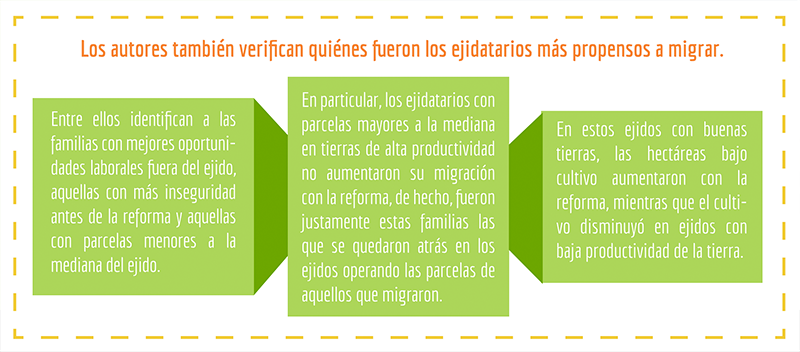 Los autores también verifican quiénes fueron los ejidatarios más propensos a migrar.
Entre ellos identifican a las
familias con mejores oportuni-
dades laborales fuera del ejido,
aquellas con más inseguridad
antes de la reforma y aquellas
con parcelas menores a la
mediana del ejido.
En particular, los ejidatarios con
parcelas mayores a la mediana
en tierras de alta productividad
no aumentaron su migración
con la reforma, de hecho, fueron
justamente estas familias las
que se quedaron atrás en los
ejidos operando las parcelas de
aquellos que migraron.
En estos ejidos con buenas
tierras, las hectáreas bajo
cultivo aumentaron con la
reforma, mientras que el culti-
vo disminuyó en ejidos con
baja productividad de la tierra.